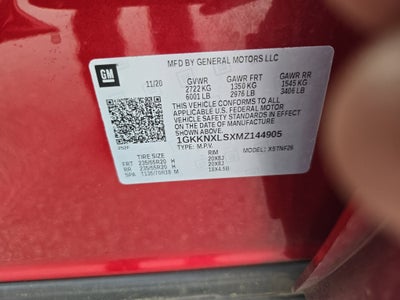 MFD BY GENERAL MOTORS LLC
GM
11/20 GVWR GAWR FRT GAWR RR
2722 KG 1350 KG 1545 KG
6001 LB 2976 LB 3406 LB
THIS VEHICLE CONFORMS TO ALL APPLICABLE
U.S. FEDERAL MOTOR VEHICLE SAFETY
STANDARDS IN EFFECT ON THE DATE OF
MANUFACTURE SHOWN ABOVE.
1GKKNXLSXMZ144905
TYPE: M.P.V. MODEL:
TIRE SIZE RIM
FRT 235/55R20 H 20X8J
RR 235/55R20 H 20X8J
SPA T135/70R18 M 18X4.5B